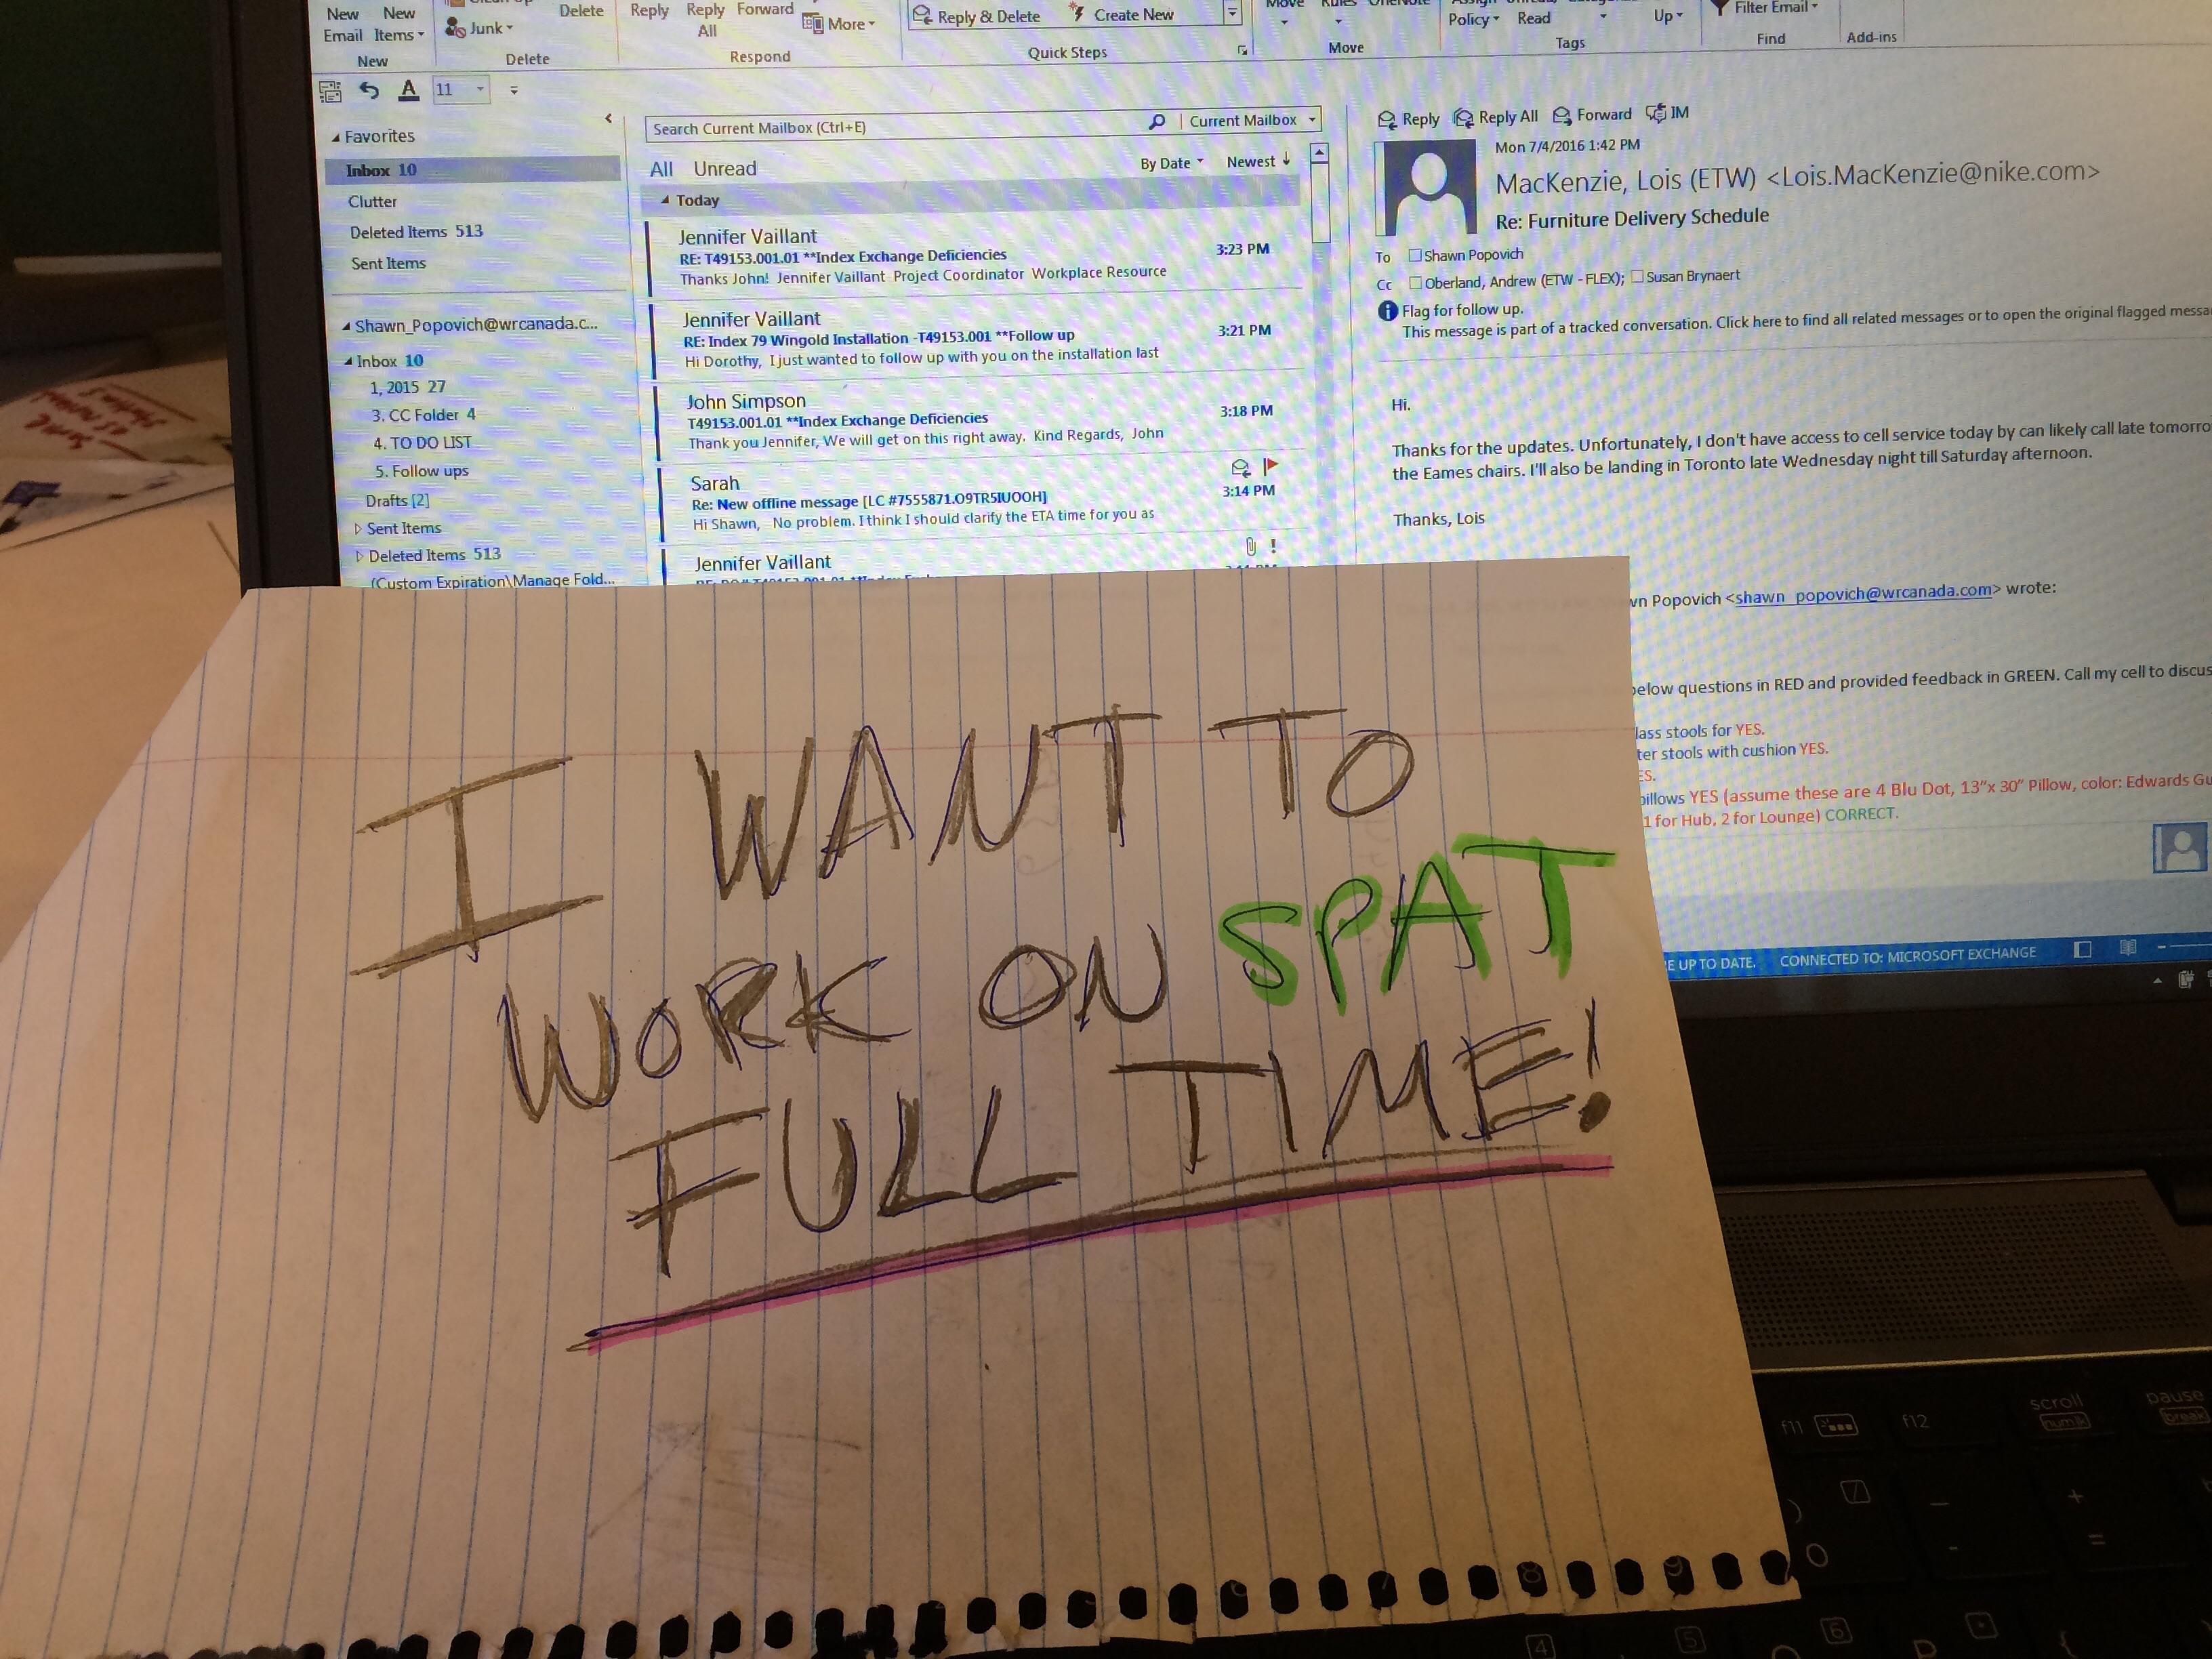 New Email
New Items
Junk
Delete
Reply
Reply All
Forward
More
Reply & Delete
Create New
Policy
Read
Up
Filter Email
New
Delete
Respond
Quick Steps
Move
Tags
Find
Add-ins
11
Favorites
Inbox 10
Clutter
Deleted Items 513
Sent Items
Shawn_Popovich@wrcanada.c...
Inbox 10
1, 2015 27
3. CC Folder 4
4. TO DO LIST
5. Follow ups
Drafts [2]
Sent Items
Deleted Items 513
(Custom Expiration\Manage Fold...
Search Current Mailbox (Ctrl+E)
Current Mailbox
All Unread
By Date Newest
Today
Jennifer Vaillant
RE: T49153.001.01 **Index Exchange Deficiencies 3:23 PM
Thanks John! Jennifer Vaillant Project Coordinator Workplace Resource
Jennifer Vaillant
RE: Index 79 Wingold Installation -T49153.001 **Follow up 3:21 PM
Hi Dorothy, I just wanted to follow up with you on the installation last
John Simpson
T49153.001.01 **Index Exchange Deficiencies 3:18 PM
Thank you Jennifer, We will get on this right away. Kind Regards, John
Sarah
Re: New offline message [LC #7555871.O9TR5IUOOH] 3:14 PM
Hi Shawn, No problem. I think I should clarify the ETA time for you as
Jennifer Vaillant
Reply Reply All Forward IM
Mon 7/4/2016 1:42 PM
MacKenzie, Lois (ETW) <Lois.MacKenzie@nike.com>
Re: Furniture Delivery Schedule
To Shawn Popovich
Cc Oberland, Andrew (ETW - FLEX); Susan Brynaert
Flag for follow up.
This message is part of a tracked conversation. Click here to find all related messages or to open the original flagged messa
Hi.
Thanks for the updates. Unfortunately, I don't have access to cell service today by can likely call late tomorro
the Eames chairs. I'll also be landing in Toronto late Wednesday night till Saturday afternoon.
Thanks, Lois
wn Popovich <shawn_popovich@wrcanada.com> wrote:
below questions in RED and provided feedback in GREEN. Call my cell to discus
lass stools for YES.
ter stools with cushion YES.
ES.
pillows YES (assume these are 4 Blu Dot, 13"x 30" Pillow, color: Edwards Gu
1 for Hub, 2 for Lounge) CORRECT.
E UP TO DATE. CONNECTED TO: MICROSOFT EXCHANGE
I WANT TO
WORK ON SPAT
FULL TIME!
f11
f12
scroll
pause
break